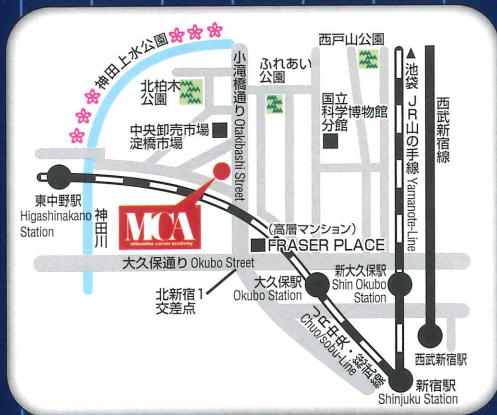 神田上水公園
小滝橋通り Otakibashi Street
西戸山公園
ふれあい
公園
北柏木
公園
国立
科学博物館
分館
▲池袋 JR山の手線 Yamanote-Line
西武新宿線
中央卸売市場
淀橋市場
東中野駅
Higashinakano
Station
神田川
MCA
mitsumine career academy
(高層マンション)
FRASER PLACE
大久保通り Okubo Street
北新宿1
交差点
大久保駅
Okubo Station
新大久保駅
Shin Okubo
Station
JR中央・総武線
Chuo/sobu-Line
西武新宿駅
新宿駅
Shinjuku Station